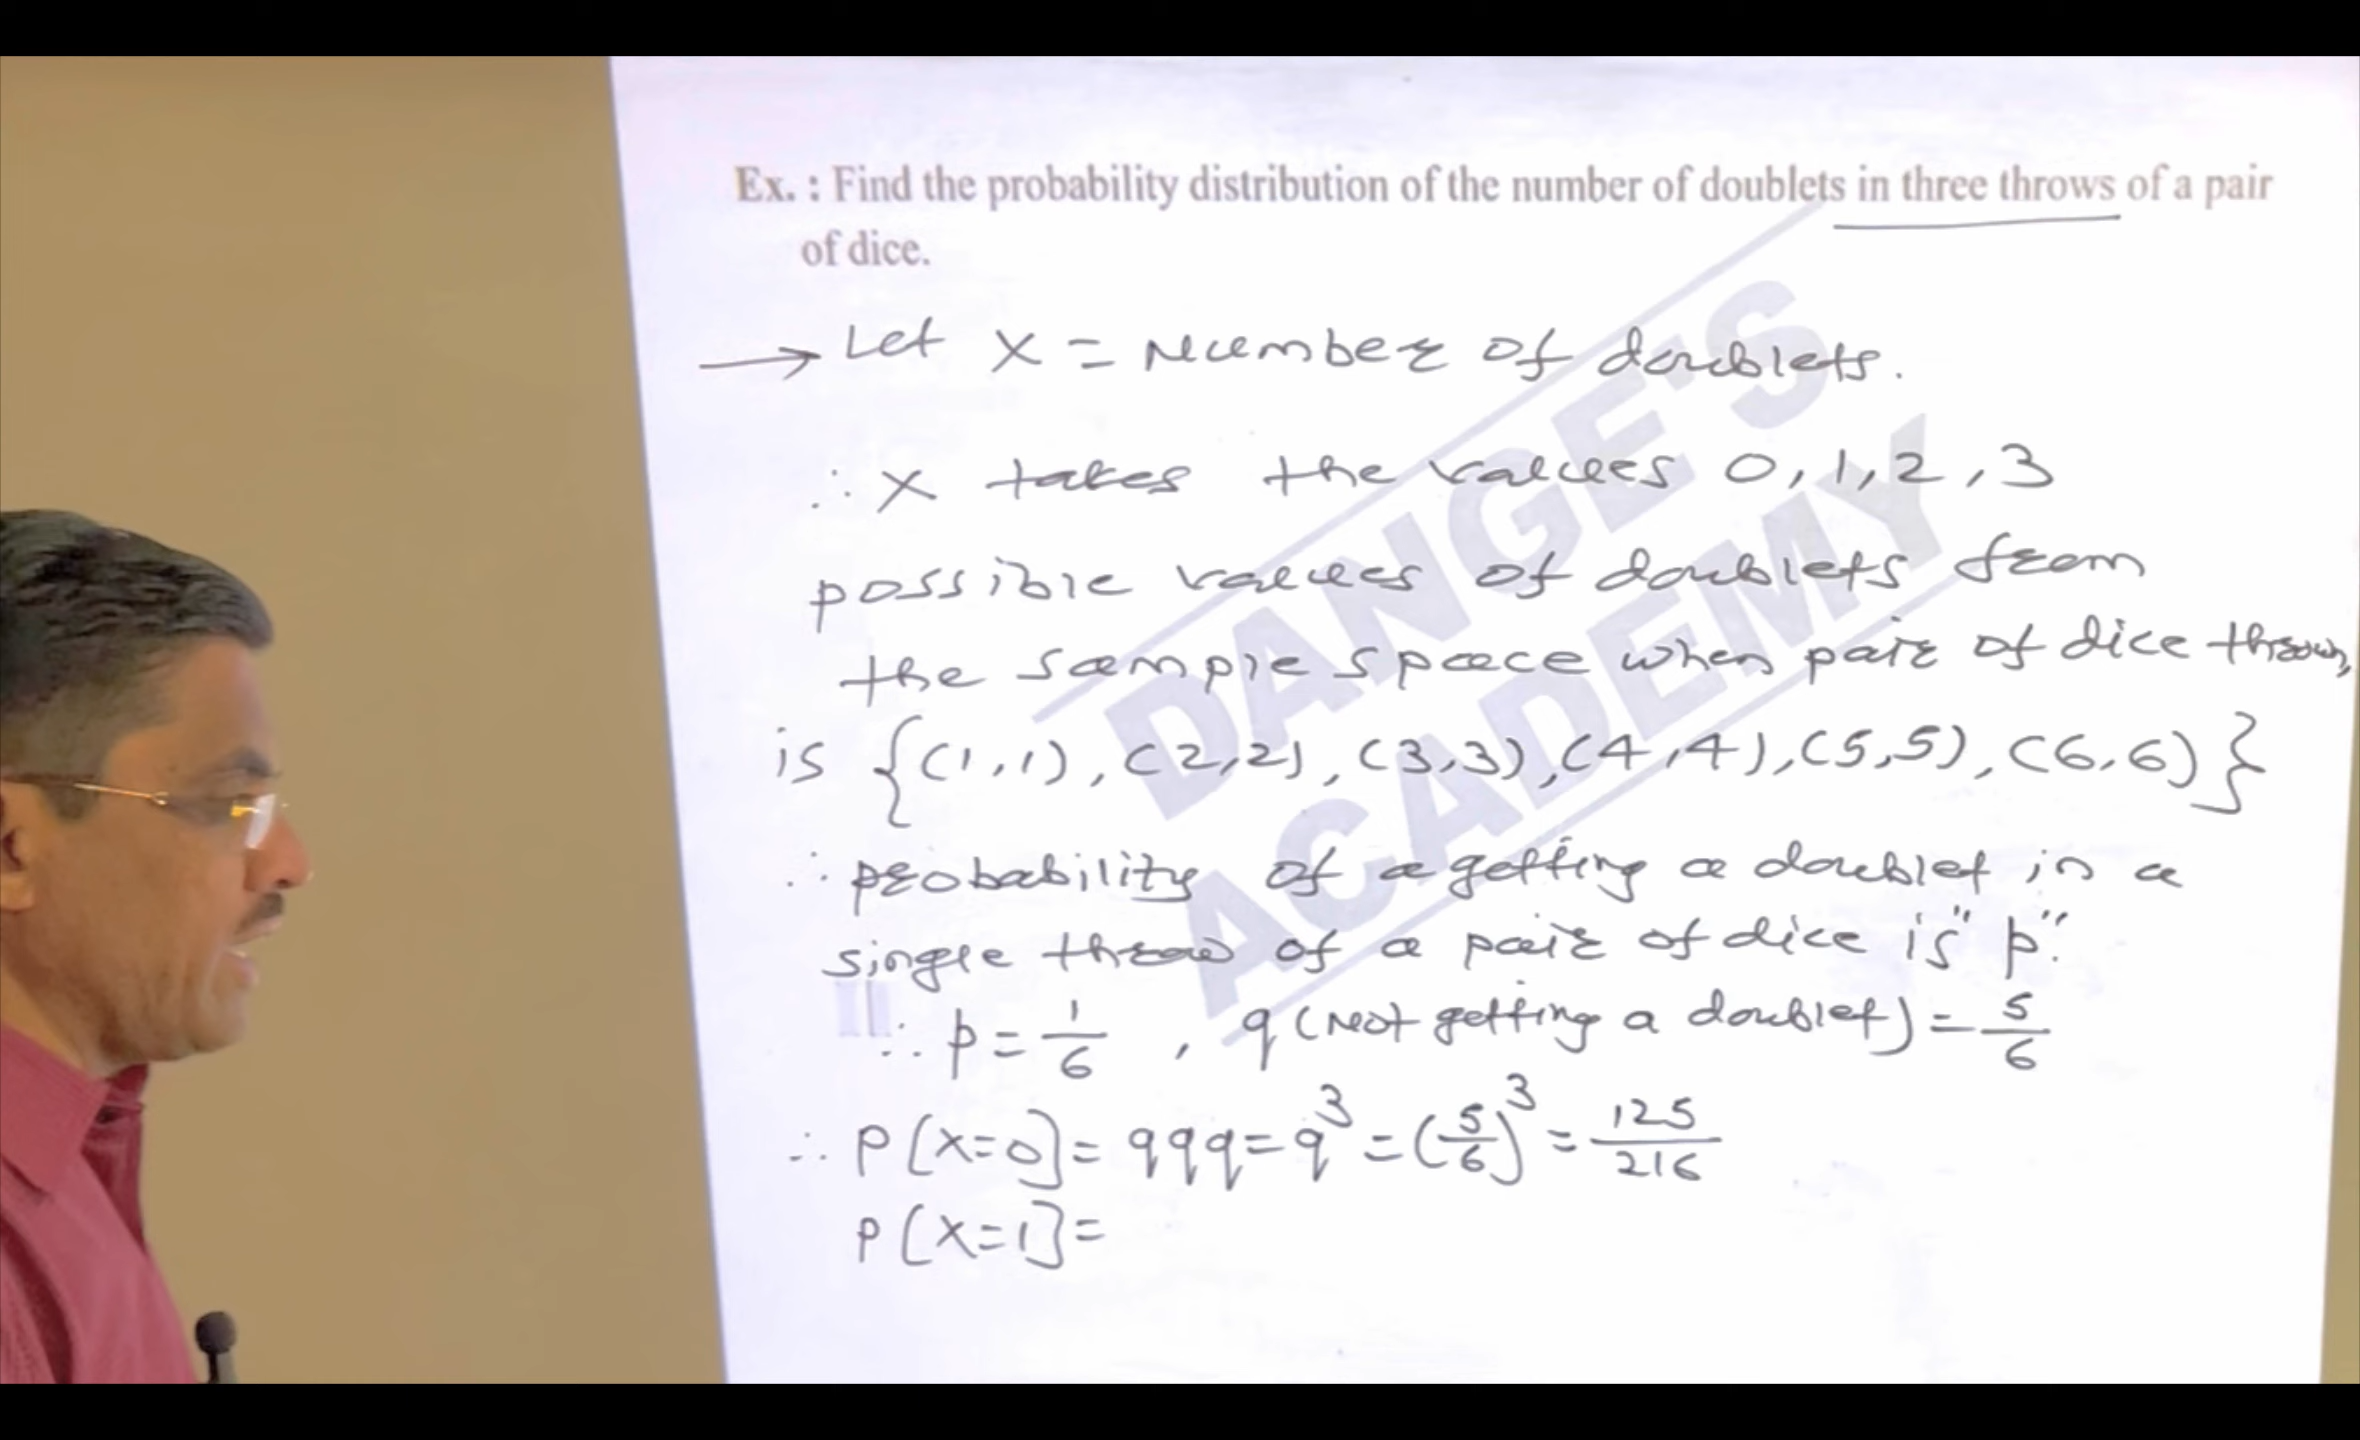 Ex. : Find the probability distribution of the number of doublets in three throws of a pair
of dice.
→ Let X = Number of doublets.
∴ X takes the values 0, 1, 2, 3
possible values of doublets from
the sample space when pair of dice thrown,
is {(1,1), (2,2), (3,3), (4,4), (5,5), (6,6)}
∴ probability of a getting a doublet in a
single throw of a pair of dice is "p".
∴ p = 1/6 , q (Not getting a doublet) = 5/6
∴ P[X=0] = qqq = q³ = (5/6)³ = 125/216
P[X=1] =
DANGE'S
ACADEMY